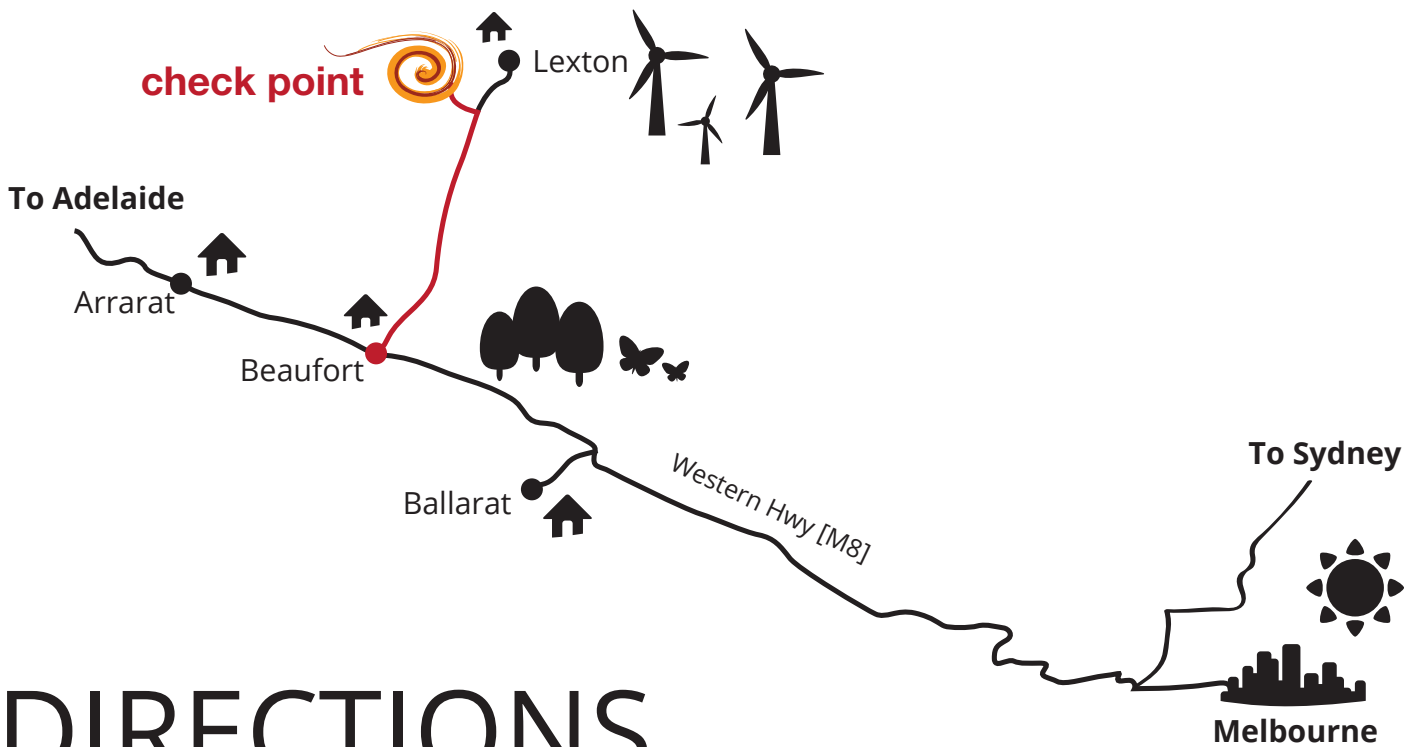 Lexton
check point
To Adelaide
Arrarat
Beaufort
To Sydney
Western Hwy [M8]
Ballarat
DIRECTIONS
Melbourne